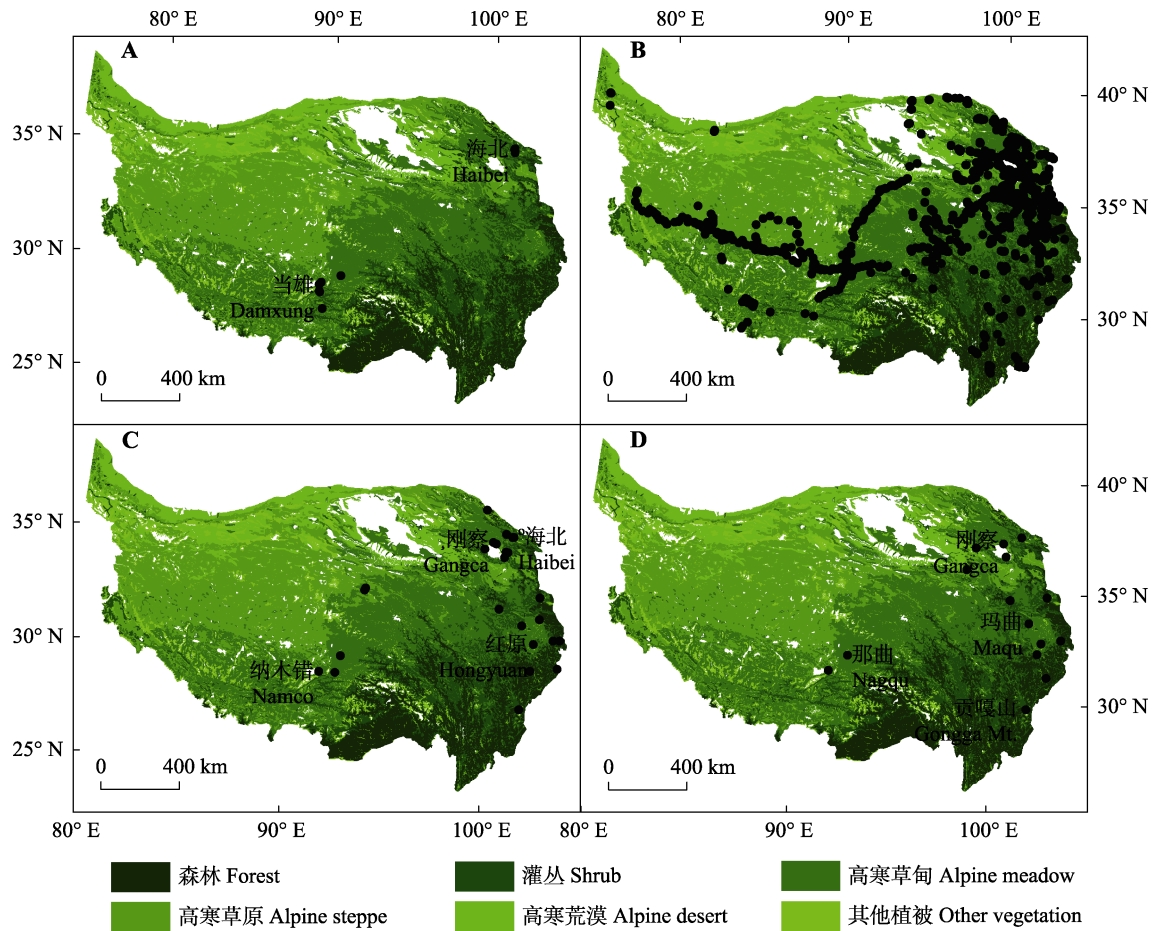 80° E 90° E 100° E 80° E 90° E 100° E
A
B
40° N
35° N
海北
Haibei
35° N
30° N
当雄
Damxung
30° N
25° N
0 400 km
0 400 km
C
D
40° N
35° N
刚察
Gangca
海北
Haibei
刚察
Gangca
35° N
30° N
红原
Hongyuan
纳木错
Namco
玛曲
Maqu
那曲
Nagqu
30° N
贡嘎山
Gongga Mt.
25° N
0 400 km
0 400 km
80° E 90° E 100° E 80° E 90° E 100° E
森林 Forest 灌丛 Shrub 高寒草甸 Alpine meadow
高寒草原 Alpine steppe 高寒荒漠 Alpine desert 其他植被 Other vegetation